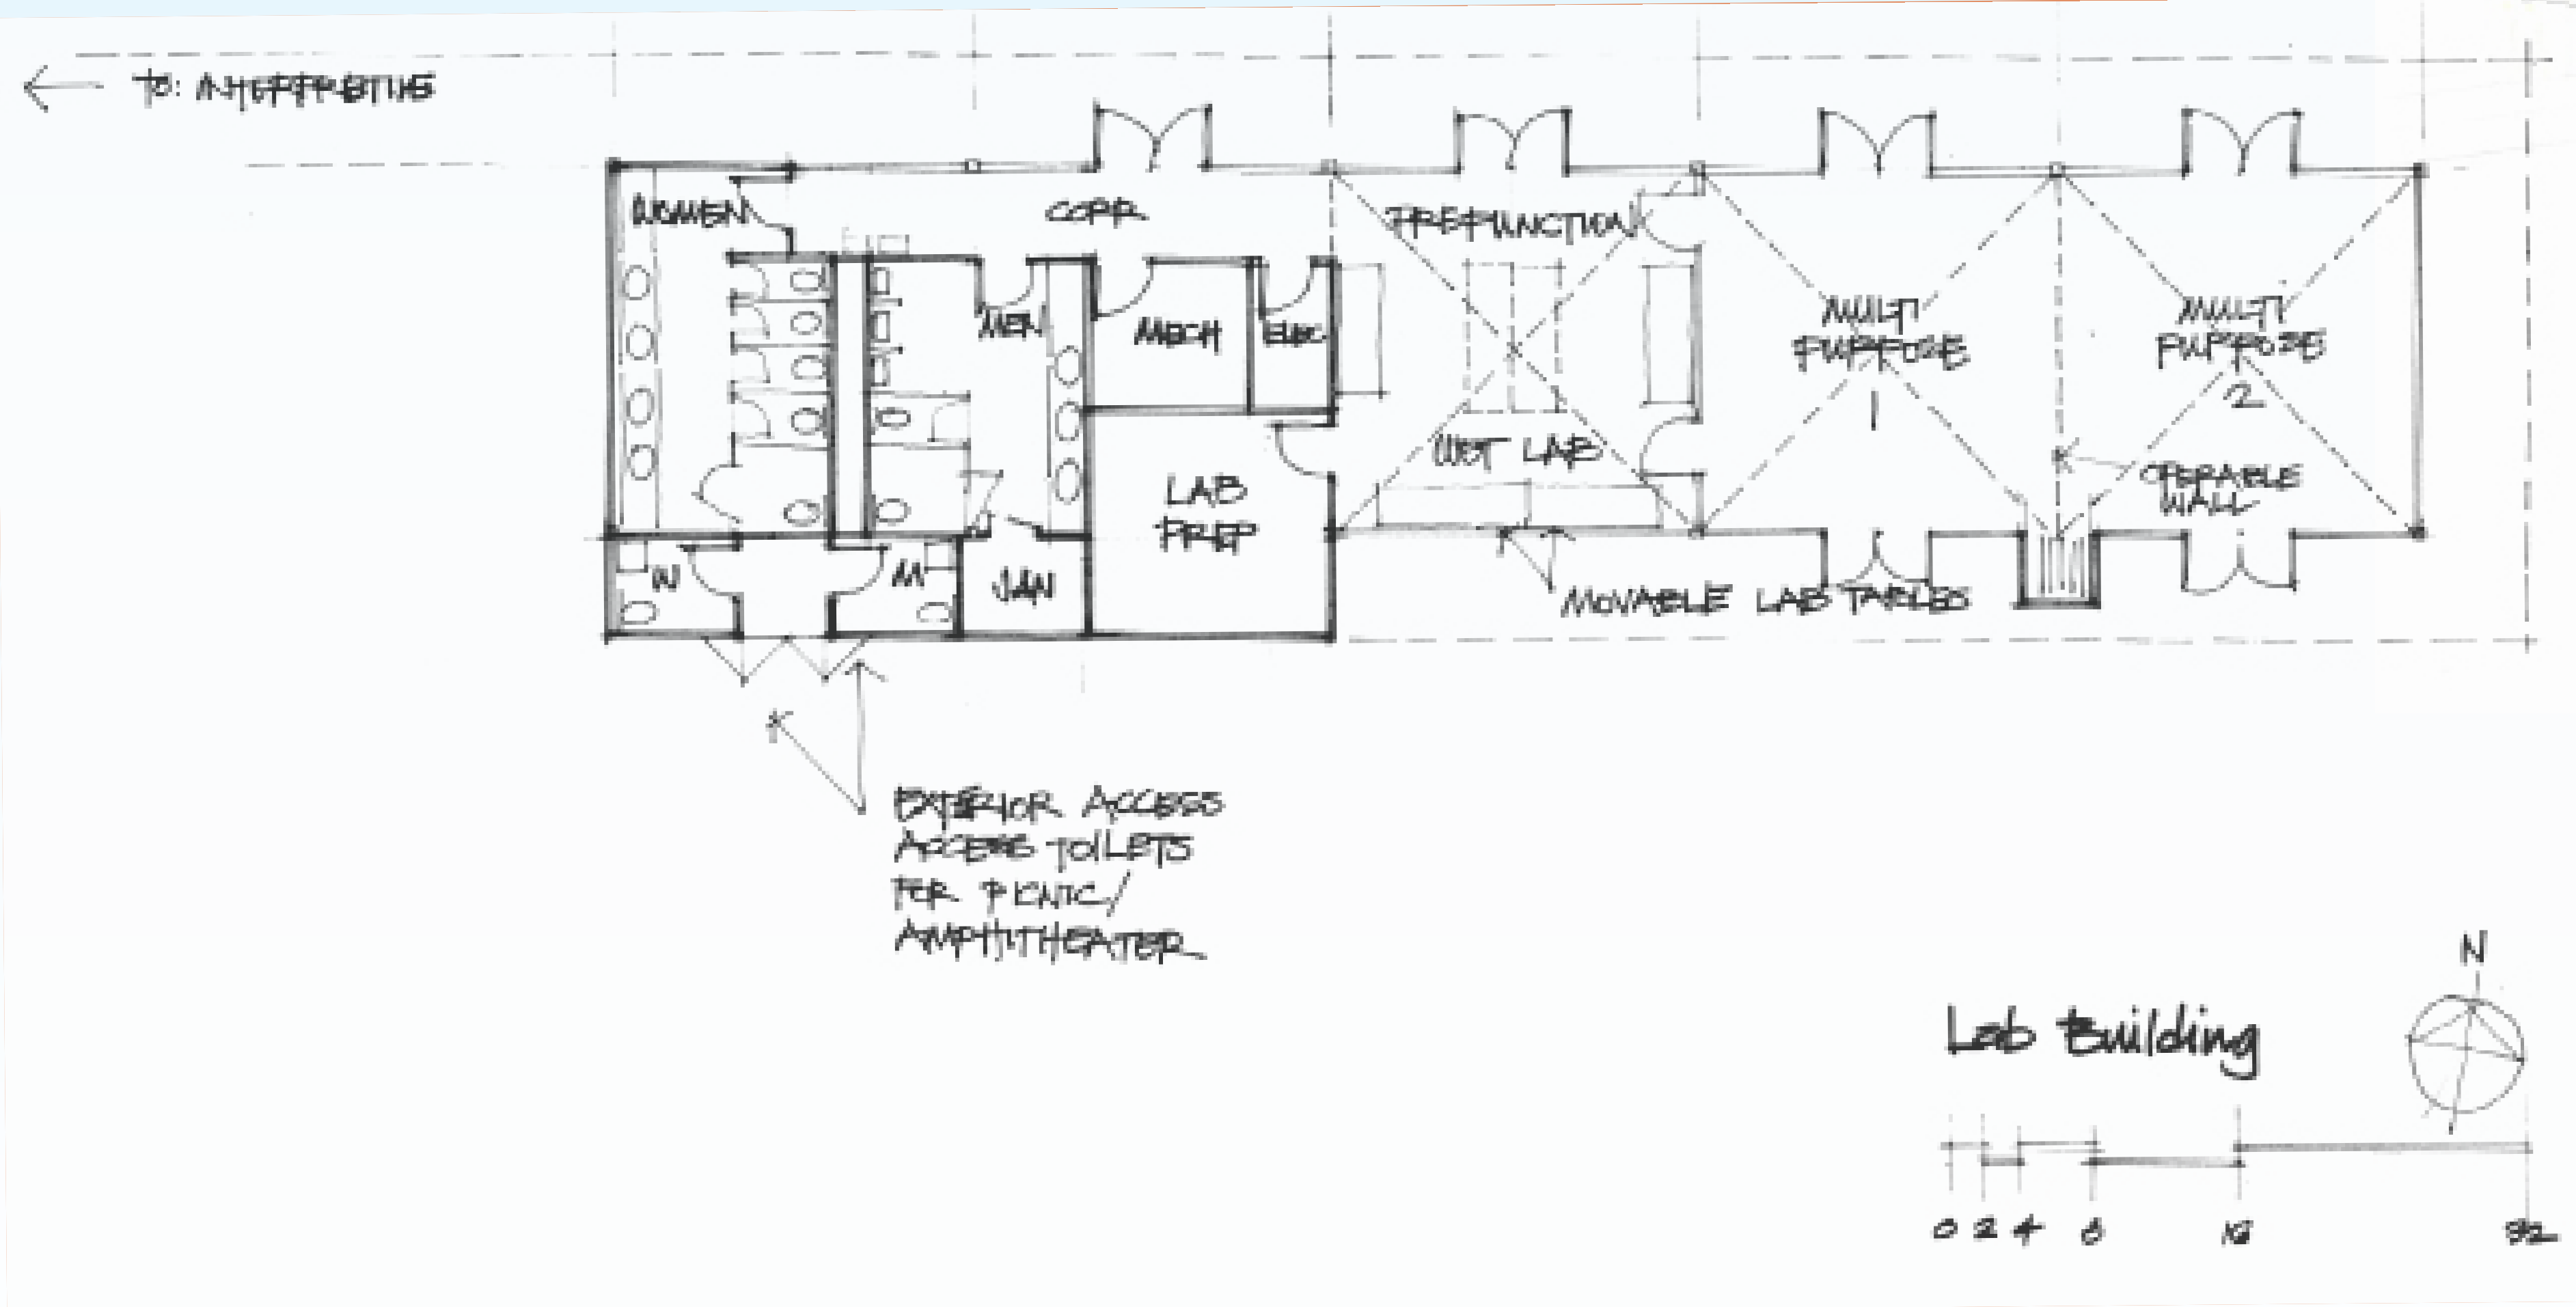 ← TO: INTERPRETIVE
WOMEN
CORR
PREFUNCTION
MEN
MECH
ELEC
MULTI
PURPOSE
1
MULTI
PURPOSE
2
WET LAB
LAB
PREP
OPERABLE
WALL
W
M
JAN
MOVABLE LAB TABLES
EXTERIOR ACCESS
ACCESS TOILETS
FOR PICNIC/
AMPHITHEATER
N
Lab Building
0 2 4 8 16 32